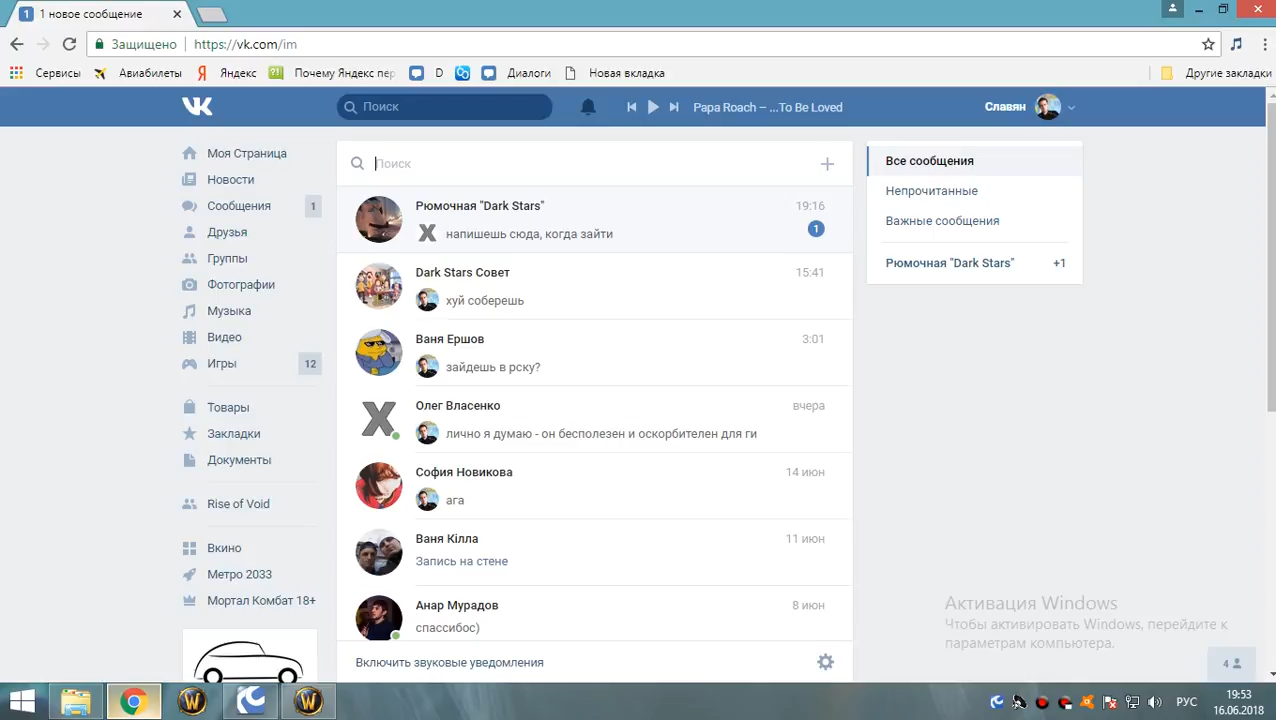 1 1 новое сообщение
Защищено https://vk.com/im
Сервисы Авиабилеты Яндекс Почему Яндекс пер D Диалоги Новая вкладка Другие закладки
Поиск Papa Roach – ...To Be Loved Славян
Моя Страница
Новости
Сообщения 1
Друзья
Группы
Фотографии
Музыка
Видео
Игры 12
Товары
Закладки
Документы
Rise of Void
Вкино
Метро 2033
Мортал Комбат 18+
Поиск
Рюмочная "Dark Stars" 19:16
напишешь сюда, когда зайти 1
Dark Stars Совет 15:41
хуй соберешь
Ваня Ершов 3:01
зайдешь в рску?
Олег Власенко вчера
лично я думаю - он бесполезен и оскорбителен для ги
София Новикова 14 июн
ага
Ваня Кілла 11 июн
Запись на стене
Анар Мурадов 8 июн
спассибос)
Включить звуковые уведомления
Все сообщения
Непрочитанные
Важные сообщения
Рюмочная "Dark Stars" +1
Активация Windows
Чтобы активировать Windows, перейдите к
параметрам компьютера.
4
РУС 19:53
16.06.2018